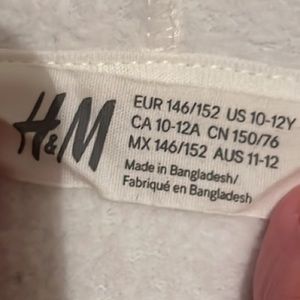 H&M
EUR 146/152 US 10-12Y
CA 10-12A CN 150/76
MX 146/152 AUS 11-12
Made in Bangladesh/
Fabriqué en Bangladesh